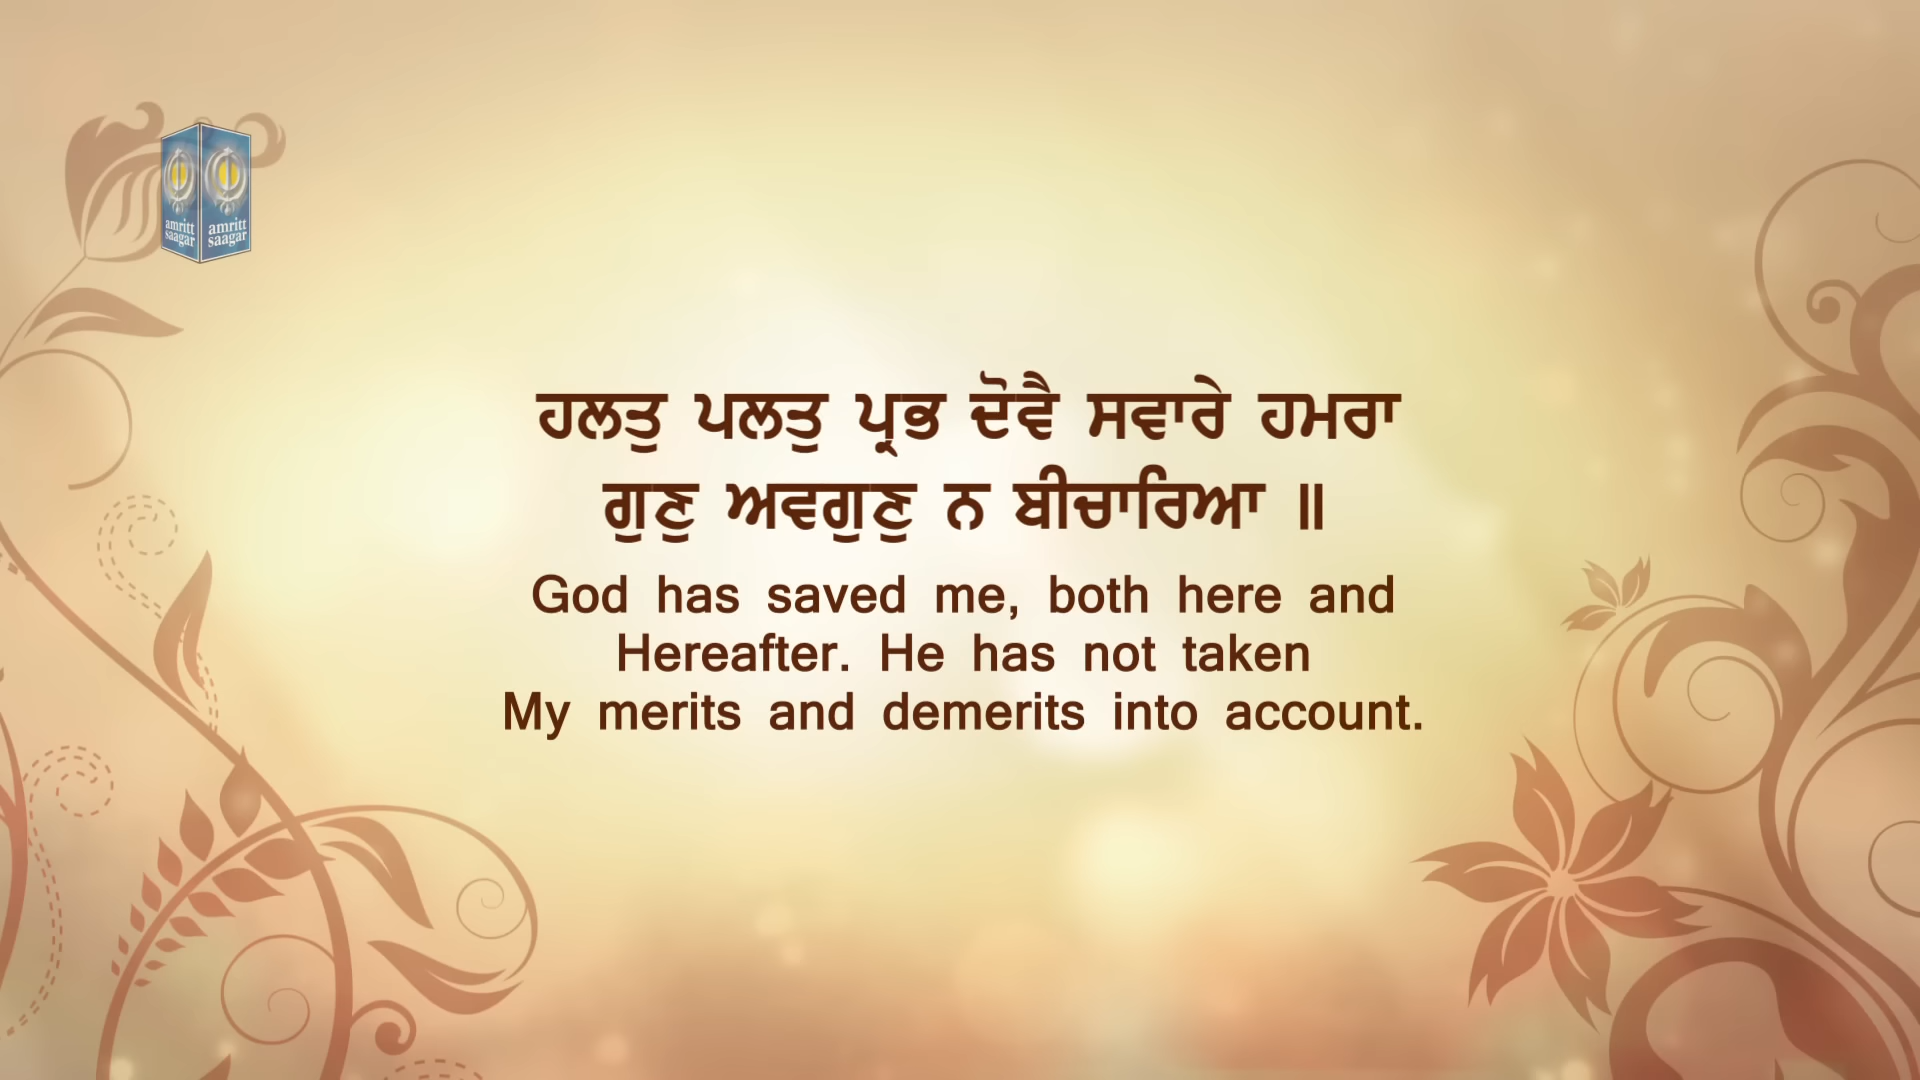 amritt
saagar
amritt
saagar
ਹਲਤੁ ਪਲਤੁ ਪ੍ਰਭ ਦੋਵੈ ਸਵਾਰੇ ਹਮਰਾ
ਗੁਣੁ ਅਵਗੁਣੁ ਨ ਬੀਚਾਰਿਆ ॥
God has saved me, both here and
Hereafter. He has not taken
My merits and demerits into account.